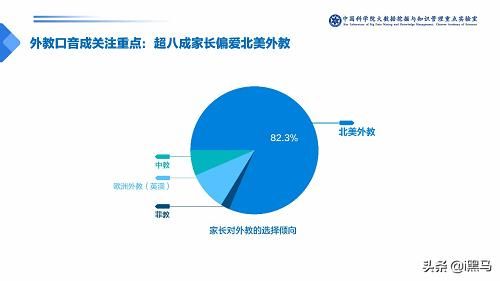 中国科学院大数据挖掘与知识管理重点实验室
外教口音成关注重点：超八成家长偏爱北美外教
82.3%
北美外教
中教
欧洲外教（英澳）
菲教
家长对外教的选择倾向
头条 @i黑马